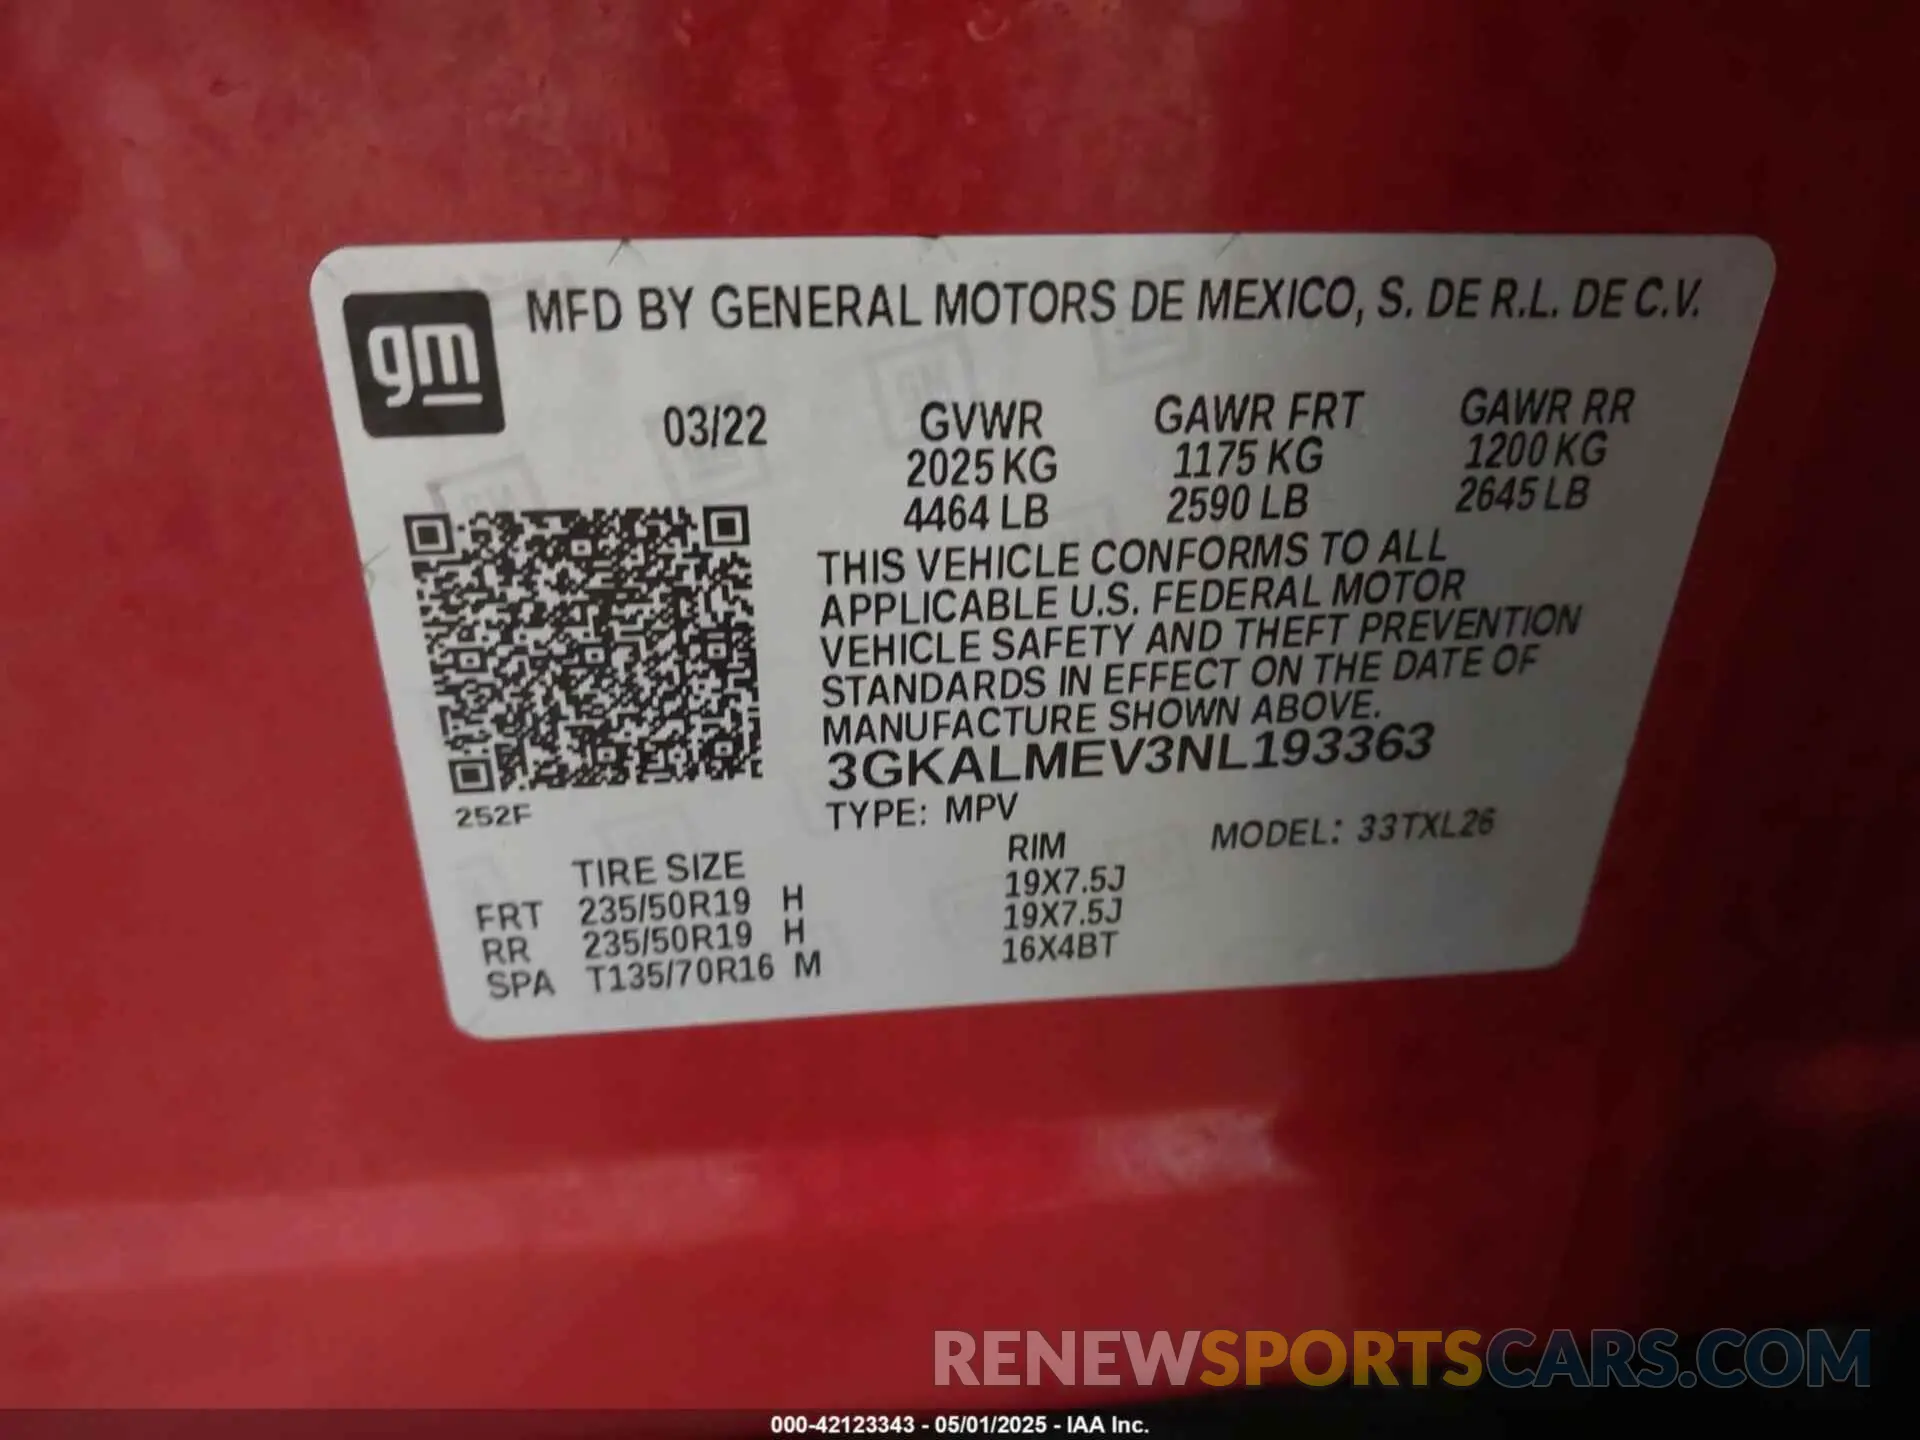 gm
MFD BY GENERAL MOTORS DE MEXICO, S. DE R.L. DE C.V.
03/22 GVWR GAWR FRT GAWR RR
2025 KG 1175 KG 1200 KG
4464 LB 2590 LB 2645 LB
THIS VEHICLE CONFORMS TO ALL
APPLICABLE U.S. FEDERAL MOTOR
VEHICLE SAFETY AND THEFT PREVENTION
STANDARDS IN EFFECT ON THE DATE OF
MANUFACTURE SHOWN ABOVE.
3GKALMEV3NL193363
252F
TYPE: MPV MODEL: 33TXL26
TIRE SIZE RIM
FRT 235/50R19 H 19X7.5J
RR 235/50R19 H 19X7.5J
SPA T135/70R16 M 16X4BT
RENEWSPORTSCARS.COM
000-42123343 - 05/01/2025 - IAA Inc.